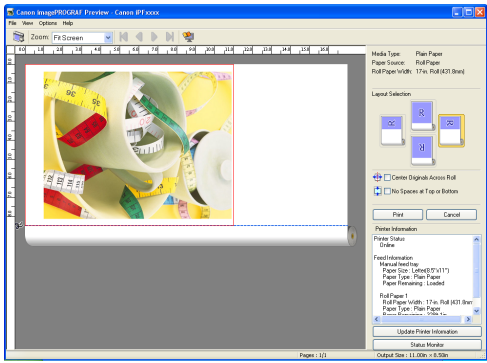 Canon imagePROGRAF Preview - Canon iPFxxxx
File View Options Help
Zoom: Fit Screen
Media Type: Plain Paper
Paper Source: Roll Paper
Roll Paper Width: 17-in. Roll (431.8mm)
Layout Selection
Center Originals Across Roll
No Spaces at Top or Bottom
Print Cancel
Printer Information
Printer Status
Online
Feed Information
Manual feed tray
Paper Size : Letter(8.5"x11")
Paper Type : Plain Paper
Paper Remaining : Loaded
Roll Paper 1
Roll Paper Width : 17-in. Roll (431.8mm
Paper Type : Plain Paper
Update Printer Information
Status Monitor
Pages : 1/1 Output Size : 11.00in × 8.50in